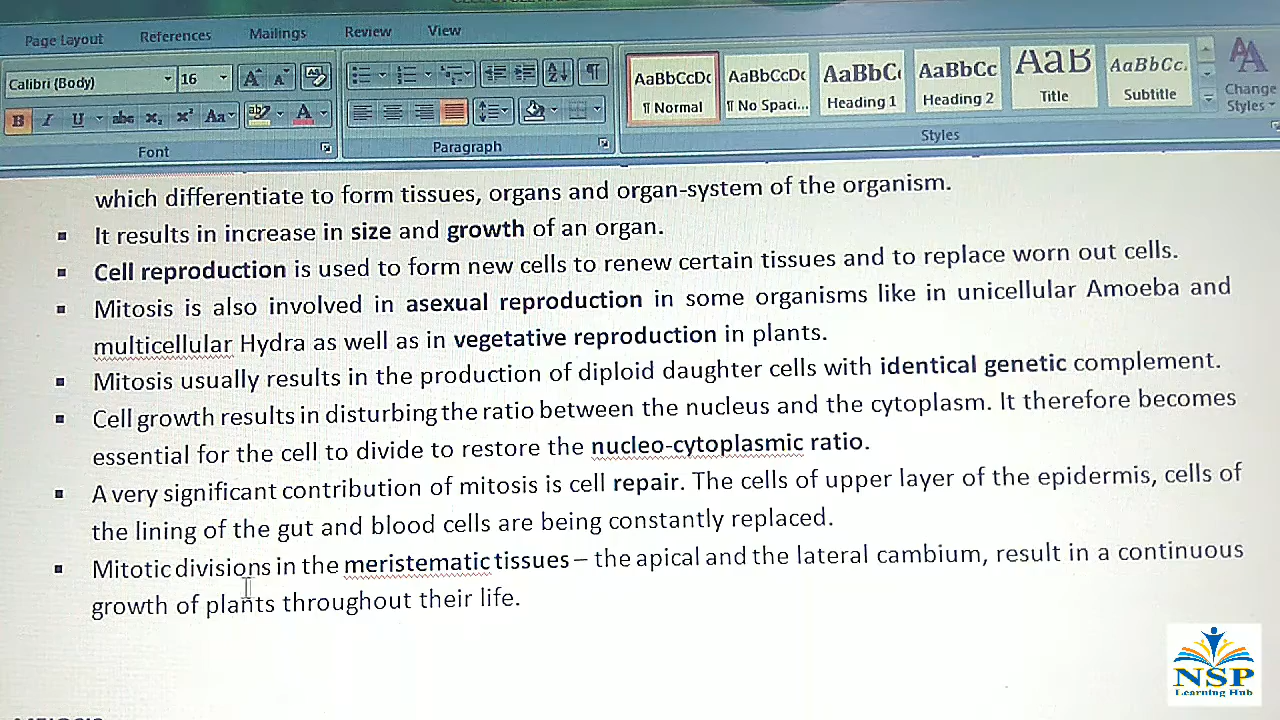 Page Layout References Mailings Review View
Calibri (Body) 16
AaBbCcDc AaBbCcDc AaBbC AaBbCc AaB AaBbCc.
¶ Normal ¶ No Spaci... Heading 1 Heading 2 Title Subtitle Change Styles
Font Paragraph Styles
which differentiate to form tissues, organs and organ-system of the organism.
▪ It results in increase in size and growth of an organ.
▪ Cell reproduction is used to form new cells to renew certain tissues and to replace worn out cells.
▪ Mitosis is also involved in asexual reproduction in some organisms like in unicellular Amoeba and
multicellular Hydra as well as in vegetative reproduction in plants.
▪ Mitosis usually results in the production of diploid daughter cells with identical genetic complement.
▪ Cell growth results in disturbing the ratio between the nucleus and the cytoplasm. It therefore becomes
essential for the cell to divide to restore the nucleo-cytoplasmic ratio.
▪ A very significant contribution of mitosis is cell repair. The cells of upper layer of the epidermis, cells of
the lining of the gut and blood cells are being constantly replaced.
▪ Mitotic divisions in the meristematic tissues – the apical and the lateral cambium, result in a continuous
growth of plants throughout their life.
NSP
Learning Hub